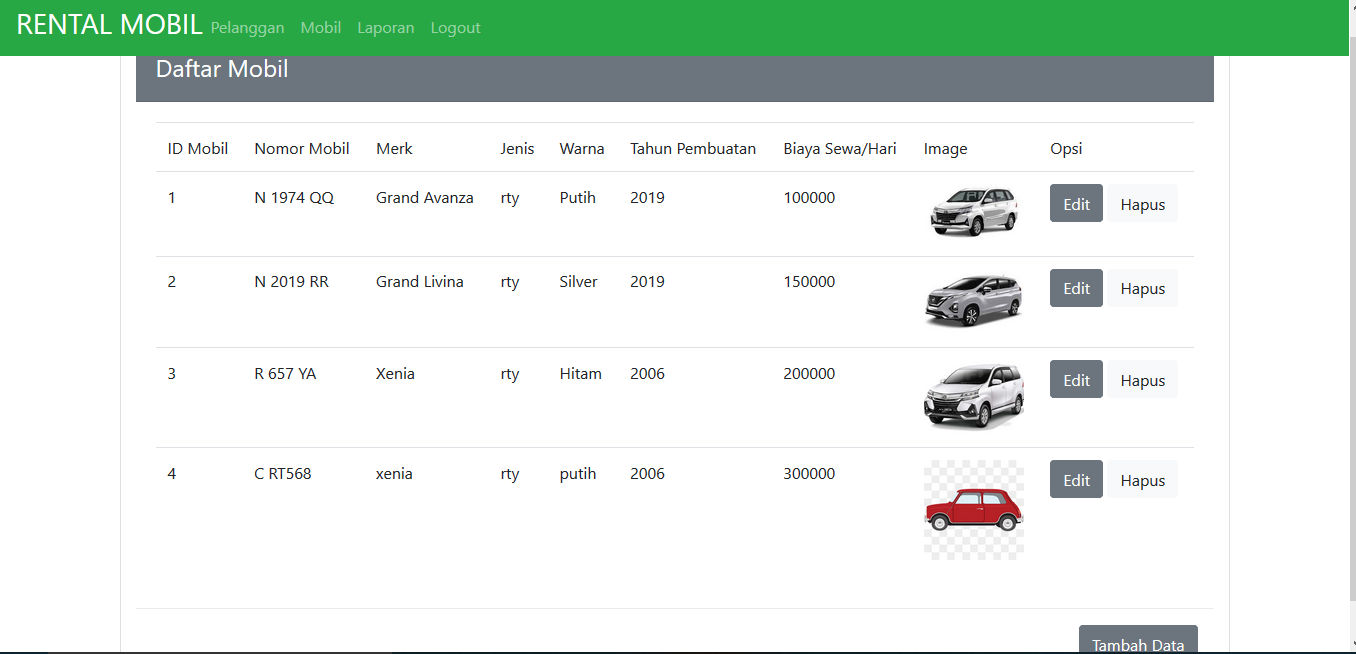 RENTAL MOBIL Pelanggan Mobil Laporan Logout
Daftar Mobil
ID Mobil Nomor Mobil Merk Jenis Warna Tahun Pembuatan Biaya Sewa/Hari Image Opsi
1 N 1974 QQ Grand Avanza rty Putih 2019 100000 Edit Hapus
2 N 2019 RR Grand Livina rty Silver 2019 150000 Edit Hapus
3 R 657 YA Xenia rty Hitam 2006 200000 Edit Hapus
4 C RT568 xenia rty putih 2006 300000 Edit Hapus
Tambah Data